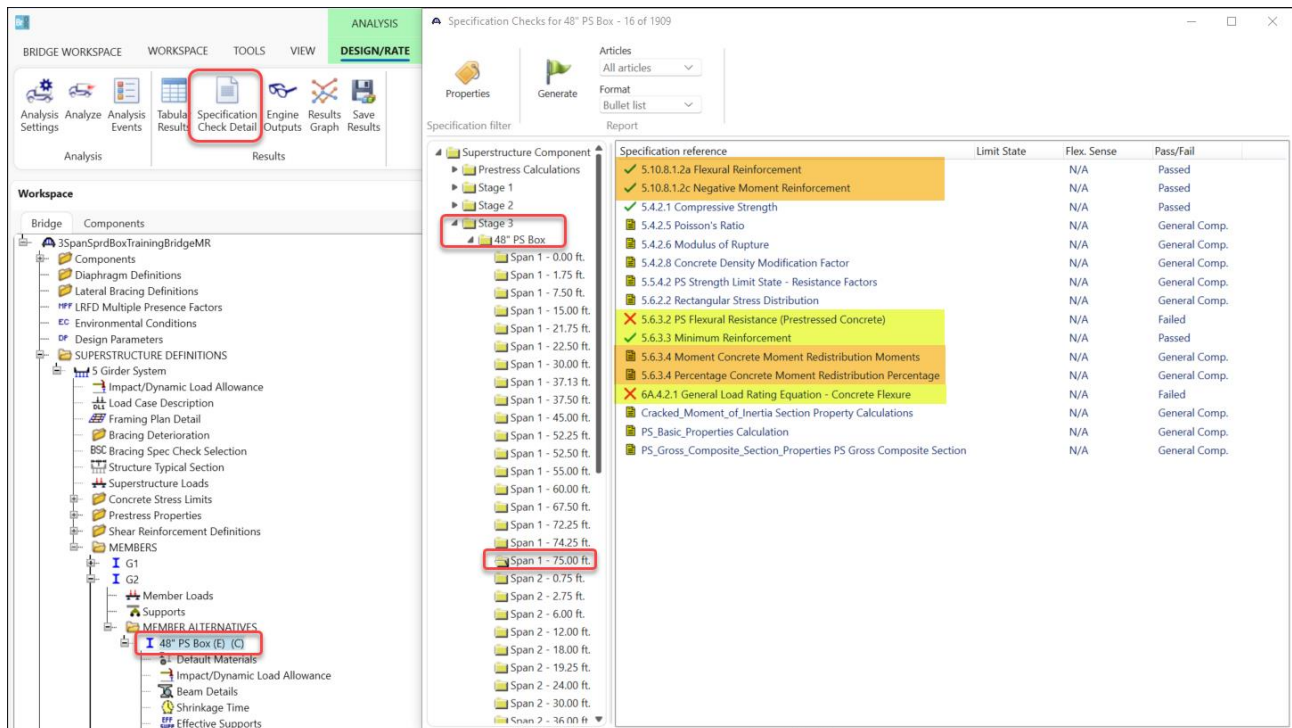 Br
ANALYSIS
BRIDGE WORKSPACE WORKSPACE TOOLS VIEW DESIGN/RATE
Analysis Settings
Analyze
Analysis Events
Tabular Results
Specification Check Detail
Engine Outputs
Results Graph
Save Results
Analysis
Results
Workspace
Bridge Components
3SpanSprdBoxTrainingBridgeMR
Components
Diaphragm Definitions
Lateral Bracing Definitions
MPF LRFD Multiple Presence Factors
EC Environmental Conditions
DP Design Parameters
SUPERSTRUCTURE DEFINITIONS
5 Girder System
Impact/Dynamic Load Allowance
DLS Load Case Description
Framing Plan Detail
Bracing Deterioration
BSC Bracing Spec Check Selection
Structure Typical Section
Superstructure Loads
Concrete Stress Limits
Prestress Properties
Shear Reinforcement Definitions
MEMBERS
G1
G2
Member Loads
Supports
MEMBER ALTERNATIVES
48" PS Box (E) (C)
Default Materials
Impact/Dynamic Load Allowance
Beam Details
Shrinkage Time
EFF SUPP Effective Supports
Specification Checks for 48" PS Box - 16 of 1909
Properties
Generate
Articles
All articles
Format
Bullet list
Specification filter
Report
Superstructure Component
Prestress Calculations
Stage 1
Stage 2
Stage 3
48" PS Box
Span 1 - 0.00 ft.
Span 1 - 1.75 ft.
Span 1 - 7.50 ft.
Span 1 - 15.00 ft.
Span 1 - 21.75 ft.
Span 1 - 22.50 ft.
Span 1 - 30.00 ft.
Span 1 - 37.13 ft.
Span 1 - 37.50 ft.
Span 1 - 45.00 ft.
Span 1 - 52.25 ft.
Span 1 - 52.50 ft.
Span 1 - 55.00 ft.
Span 1 - 60.00 ft.
Span 1 - 67.50 ft.
Span 1 - 72.25 ft.
Span 1 - 74.25 ft.
Span 1 - 75.00 ft.
Span 2 - 0.75 ft.
Span 2 - 2.75 ft.
Span 2 - 6.00 ft.
Span 2 - 12.00 ft.
Span 2 - 18.00 ft.
Span 2 - 19.25 ft.
Span 2 - 24.00 ft.
Span 2 - 30.00 ft.
Span 2 - 36.00 ft.
Specification reference Limit State Flex. Sense Pass/Fail
5.10.8.1.2a Flexural Reinforcement N/A Passed
5.10.8.1.2c Negative Moment Reinforcement N/A Passed
5.4.2.1 Compressive Strength N/A Passed
5.4.2.5 Poisson's Ratio N/A General Comp.
5.4.2.6 Modulus of Rupture N/A General Comp.
5.4.2.8 Concrete Density Modification Factor N/A General Comp.
5.5.4.2 PS Strength Limit State - Resistance Factors N/A General Comp.
5.6.2.2 Rectangular Stress Distribution N/A General Comp.
5.6.3.2 PS Flexural Resistance (Prestressed Concrete) N/A Failed
5.6.3.3 Minimum Reinforcement N/A Passed
5.6.3.4 Moment Concrete Moment Redistribution Moments N/A General Comp.
5.6.3.4 Percentage Concrete Moment Redistribution Percentage N/A General Comp.
6A.4.2.1 General Load Rating Equation - Concrete Flexure N/A Failed
Cracked_Moment_of_Inertia Section Property Calculations N/A General Comp.
PS_Basic_Properties Calculation N/A General Comp.
PS_Gross_Composite_Section_Properties PS Gross Composite Section N/A General Comp.